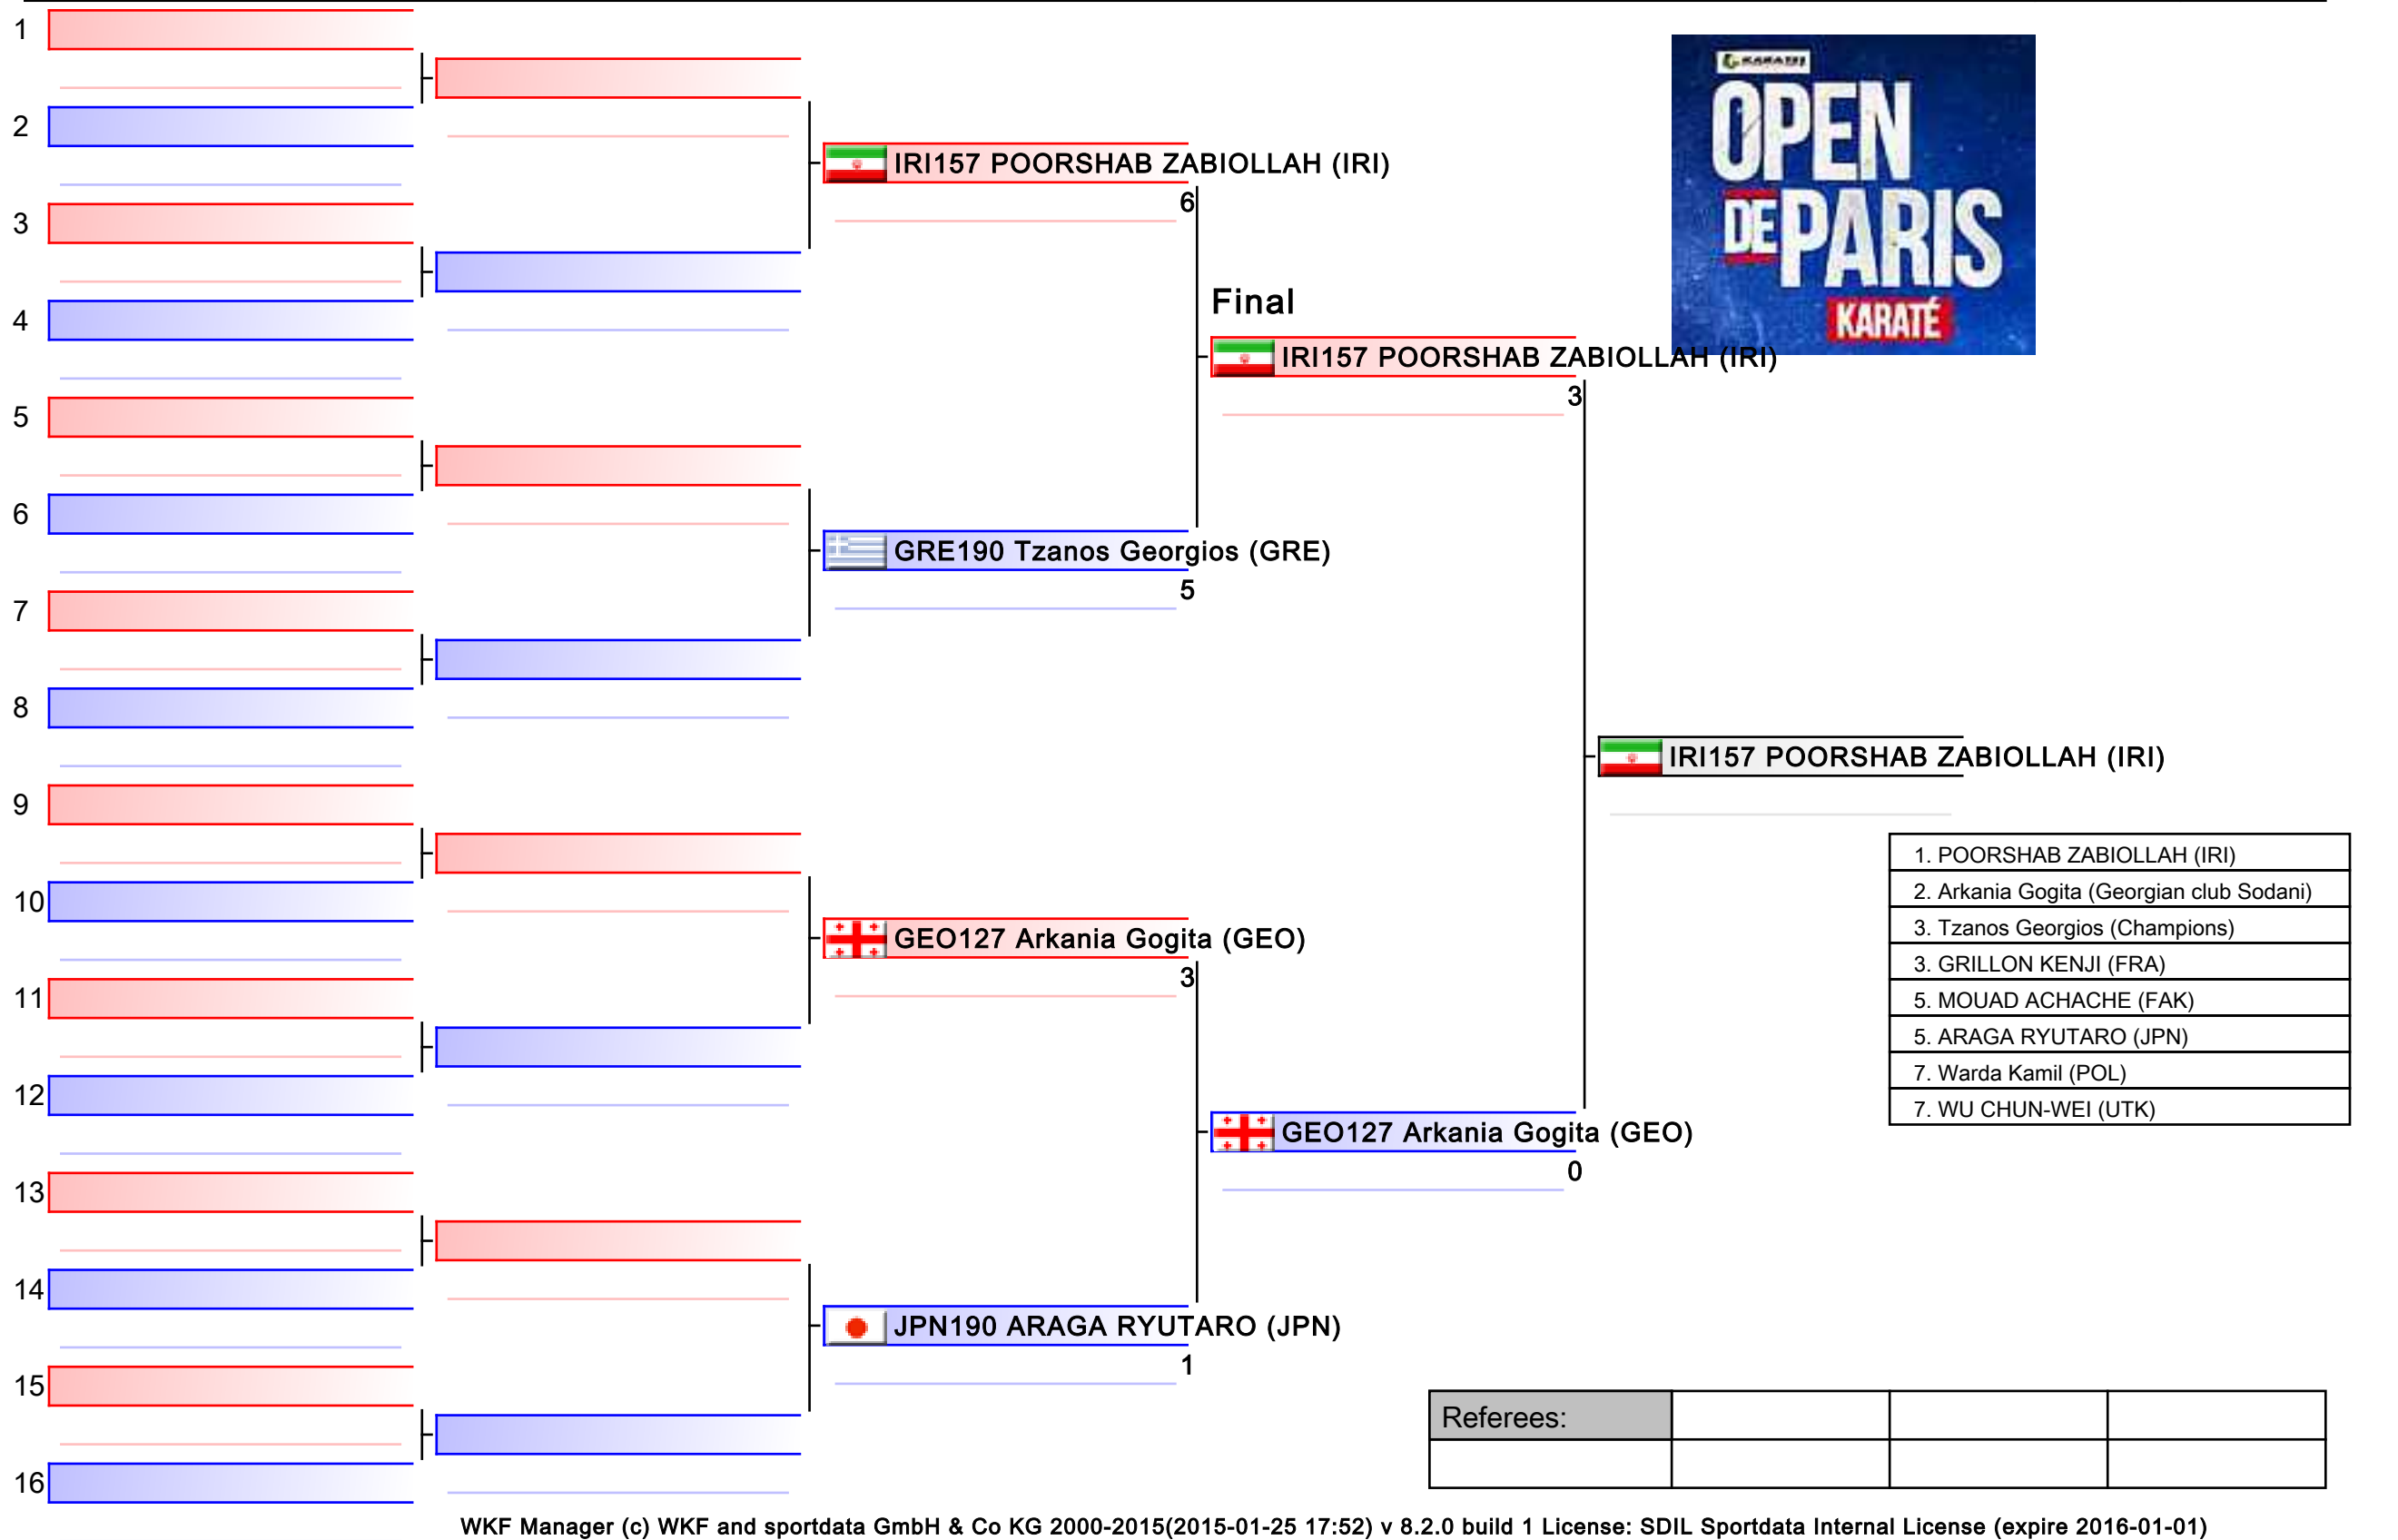 1
2
3
4
5
6
7
8
9
10
11
12
13
14
15
16
IRI157 POORSHAB ZABIOLLAH (IRI)
6
GRE190 Tzanos Georgios (GRE)
5
GEO127 Arkania Gogita (GEO)
3
JPN190 ARAGA RYUTARO (JPN)
1
Final
IRI157 POORSHAB ZABIOLLAH (IRI)
3
GEO127 Arkania Gogita (GEO)
0
OPEN
DE PARIS
KARATÉ
IRI157 POORSHAB ZABIOLLAH (IRI)
1. POORSHAB ZABIOLLAH (IRI)
2. Arkania Gogita (Georgian club Sodani)
3. Tzanos Georgios (Champions)
3. GRILLON KENJI (FRA)
5. MOUAD ACHACHE (FAK)
5. ARAGA RYUTARO (JPN)
7. Warda Kamil (POL)
7. WU CHUN-WEI (UTK)
Referees:
WKF Manager (c) WKF and sportdata GmbH & Co KG 2000-2015(2015-01-25 17:52) v 8.2.0 build 1 License: SDIL Sportdata Internal License (expire 2016-01-01)